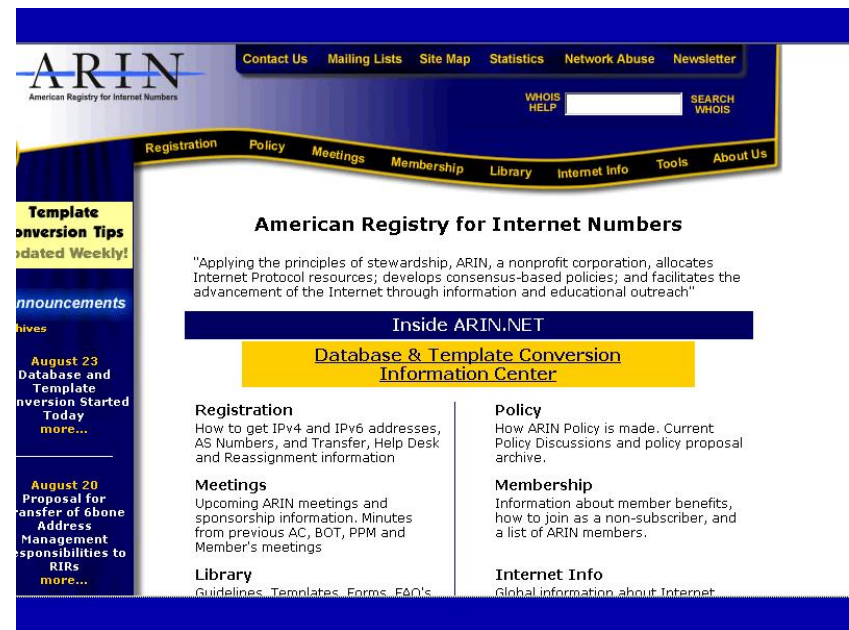 ARIN
American Registry for Internet Numbers
Contact Us Mailing Lists Site Map Statistics Network Abuse Newsletter
WHOIS
HELP
SEARCH
WHOIS
Registration Policy Meetings Membership Library Internet Info Tools About Us
Template
onversion Tips
pdated Weekly!
nnouncements
hives
August 23
Database and
Template
nversion Started
Today
more...
August 20
Proposal for
ansfer of 6bone
Address
Management
sponsibilities to
RIRs
more...
American Registry for Internet Numbers
"Applying the principles of stewardship, ARIN, a nonprofit corporation, allocates
Internet Protocol resources; develops consensus-based policies; and facilitates the
advancement of the Internet through information and educational outreach"
Inside ARIN.NET
Database & Template Conversion
Information Center
Registration
How to get IPv4 and IPv6 addresses,
AS Numbers, and Transfer, Help Desk
and Reassignment information
Policy
How ARIN Policy is made. Current
Policy Discussions and policy proposal
archive.
Meetings
Upcoming ARIN meetings and
sponsorship information. Minutes
from previous AC, BOT, PPM and
Member's meetings
Membership
Information about member benefits,
how to join as a non-subscriber, and
a list of ARIN members.
Library
Guidelines, Templates, Forms, FAQ's
Internet Info
Global information about Internet